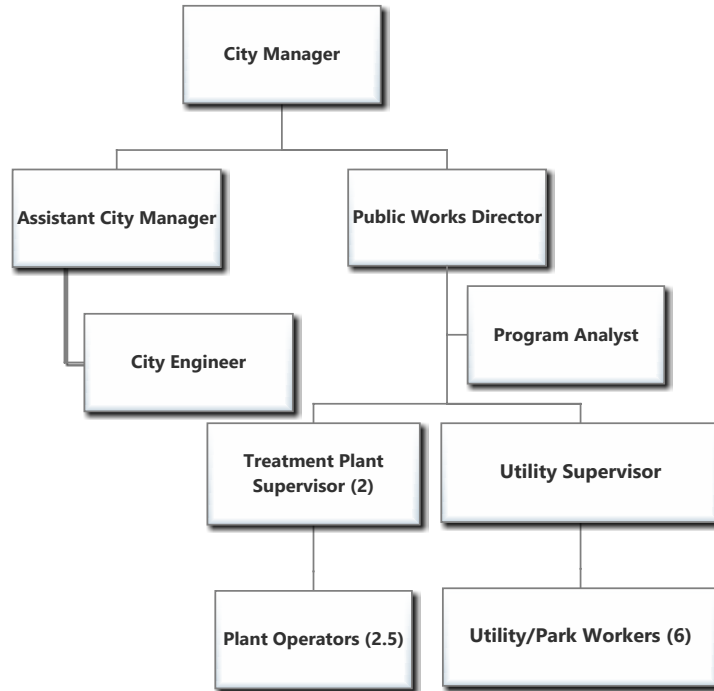 City Manager
Assistant City Manager
Public Works Director
Program Analyst
City Engineer
Treatment Plant
Supervisor (2)
Utility Supervisor
Plant Operators (2.5)
Utility/Park Workers (6)